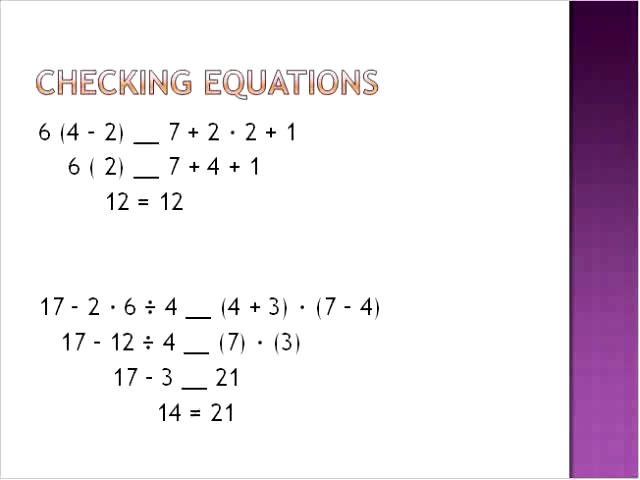 CHECKING EQUATIONS
6 (4 – 2) __ 7 + 2 · 2 + 1
6 ( 2) __ 7 + 4 + 1
12 = 12
17 – 2 · 6 ÷ 4 __ (4 + 3) · (7 – 4)
17 – 12 ÷ 4 __ (7) · (3)
17 – 3 __ 21
14 = 21